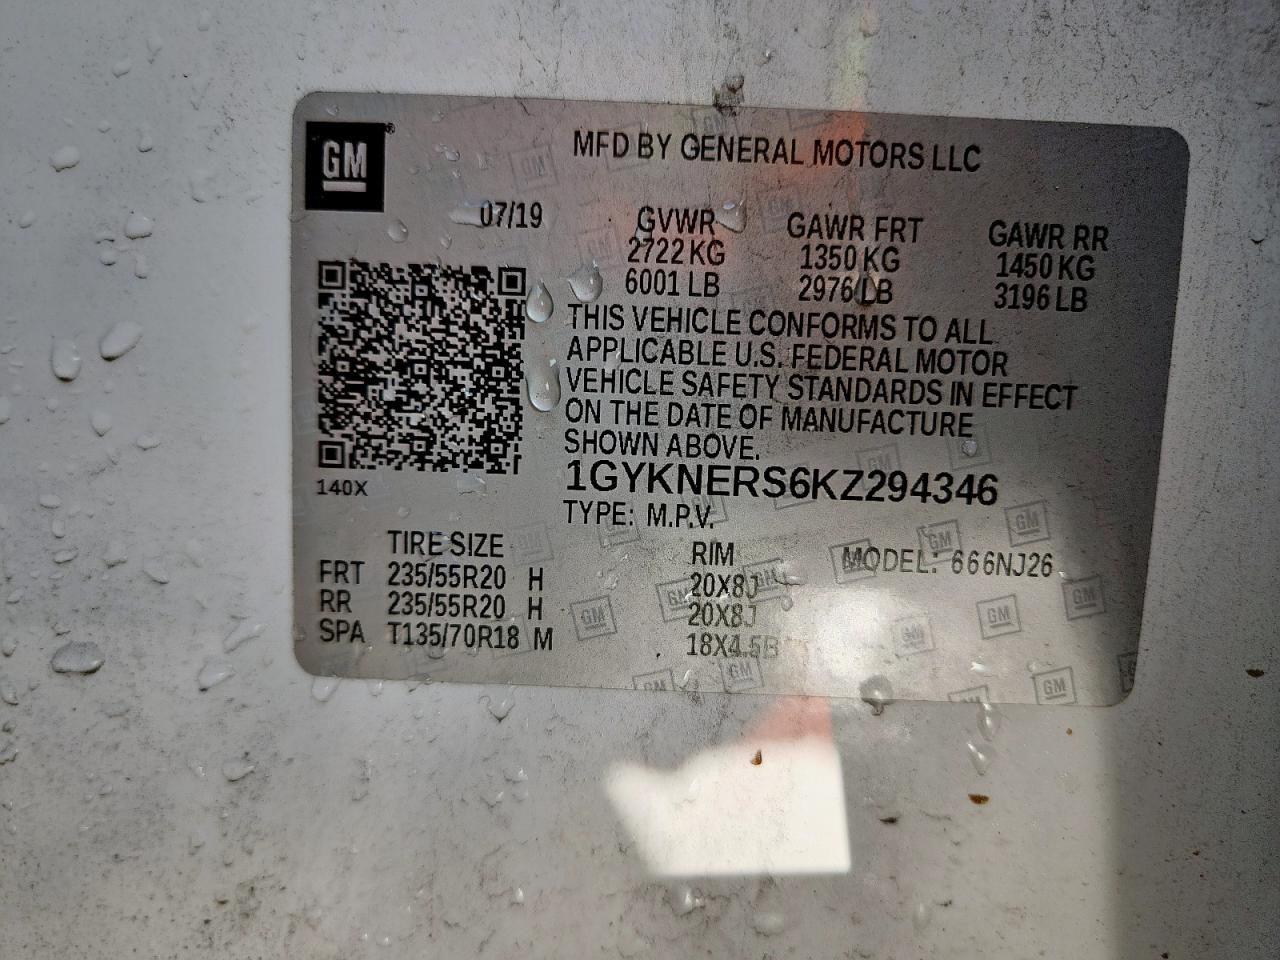 GM
MFD BY GENERAL MOTORS LLC
07/19
GVWR GAWR FRT GAWR RR
2722 KG 1350 KG 1450 KG
6001 LB 2976 LB 3196 LB
THIS VEHICLE CONFORMS TO ALL
APPLICABLE U.S. FEDERAL MOTOR
VEHICLE SAFETY STANDARDS IN EFFECT
ON THE DATE OF MANUFACTURE
SHOWN ABOVE.
1GYKNERS6KZ294346
TYPE: M.P.V.
140X
TIRE SIZE RIM MODEL: 666NJ26
FRT 235/55R20 H 20X8J
RR 235/55R20 H 20X8J
SPA T135/70R18 M 18X4.5B